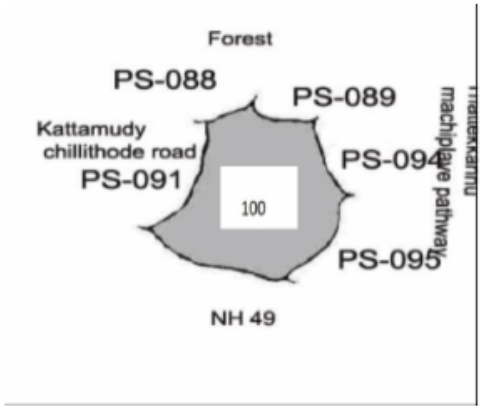 Forest
PS-088
PS-089
Kattamudy
chillithode road
PS-094
PS-091
machiplave pathway
100
PS-095
NH 49